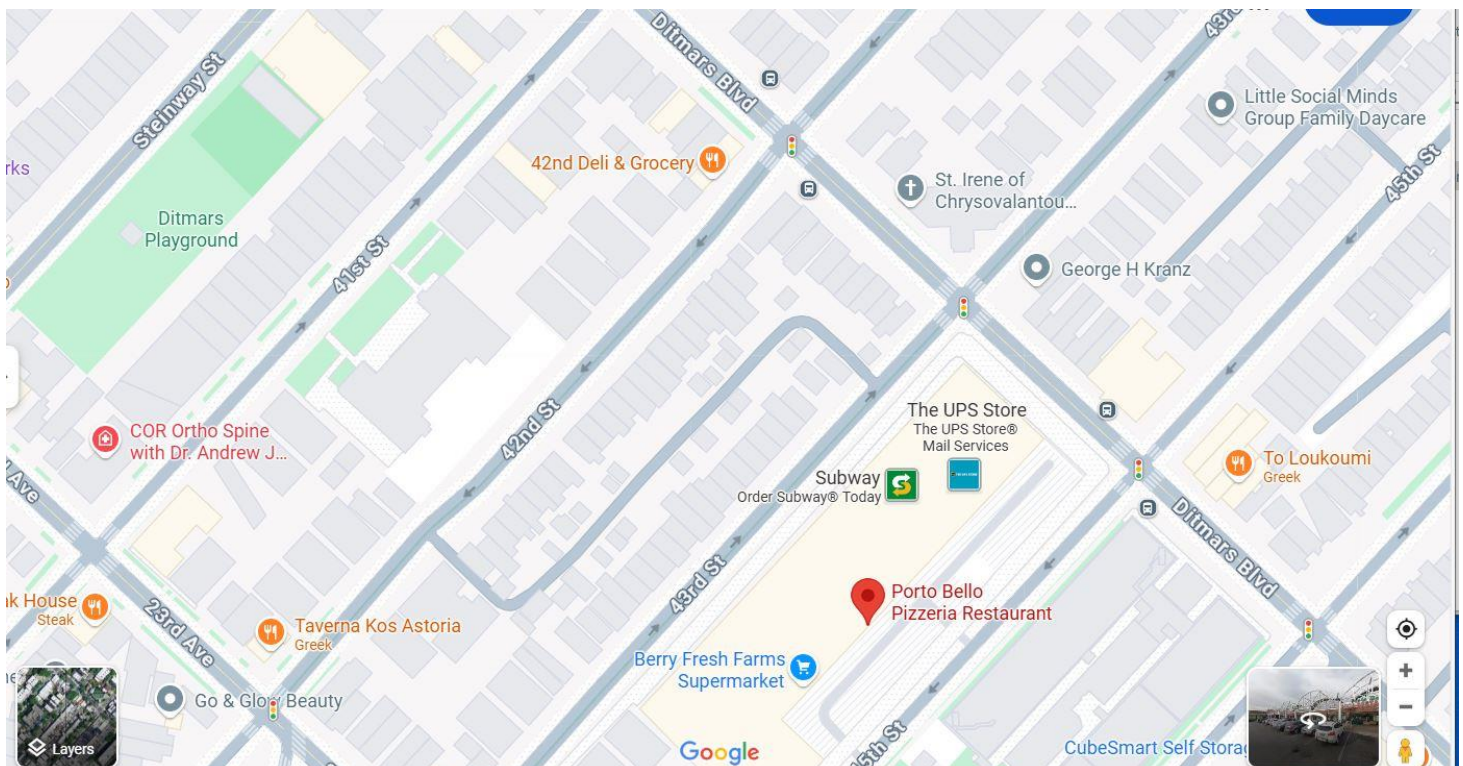 43rd
Ditmars Blvd
Steinway St
Little Social Minds
Group Family Daycare
rks
42nd Deli & Grocery
45th St
St. Irene of
Chrysovalantou...
Ditmars
Playground
41st St
George H Kranz
The UPS Store
The UPS Store®
Mail Services
COR Ortho Spine
with Dr. Andrew J...
42nd St
To Loukoumi
Greek
Subway
Order Subway® Today
Ave
Ditmars Blvd
43rd St
Porto Bello
Pizzeria Restaurant
House
Steak
23rd Ave
Taverna Kos Astoria
Greek
Berry Fresh Farms
Supermarket
Go & Glow Beauty
Layers
Google
45th St
CubeSmart Self Storag